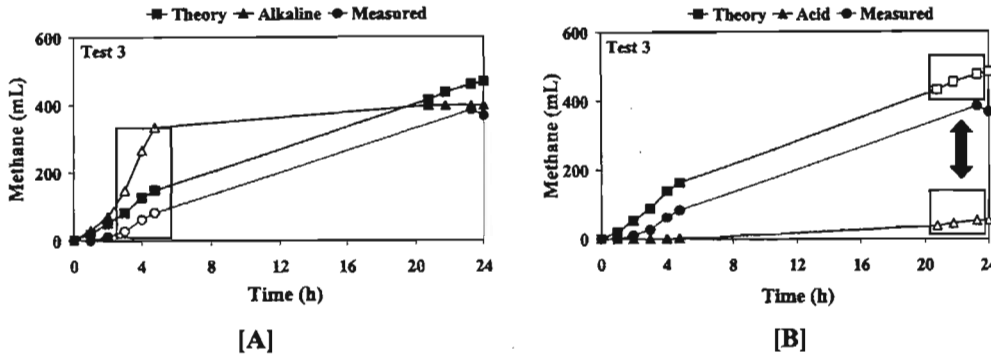 Theory Alkaline Measured
Test 3
Methane (mL)
600
400
200
0
0 4 8 12 16 20 24
Time (h)
[A]
Theory Acid Measured
Test 3
Methane (mL)
600
400
200
0
0 4 8 12 16 20 24
Time (h)
[B]